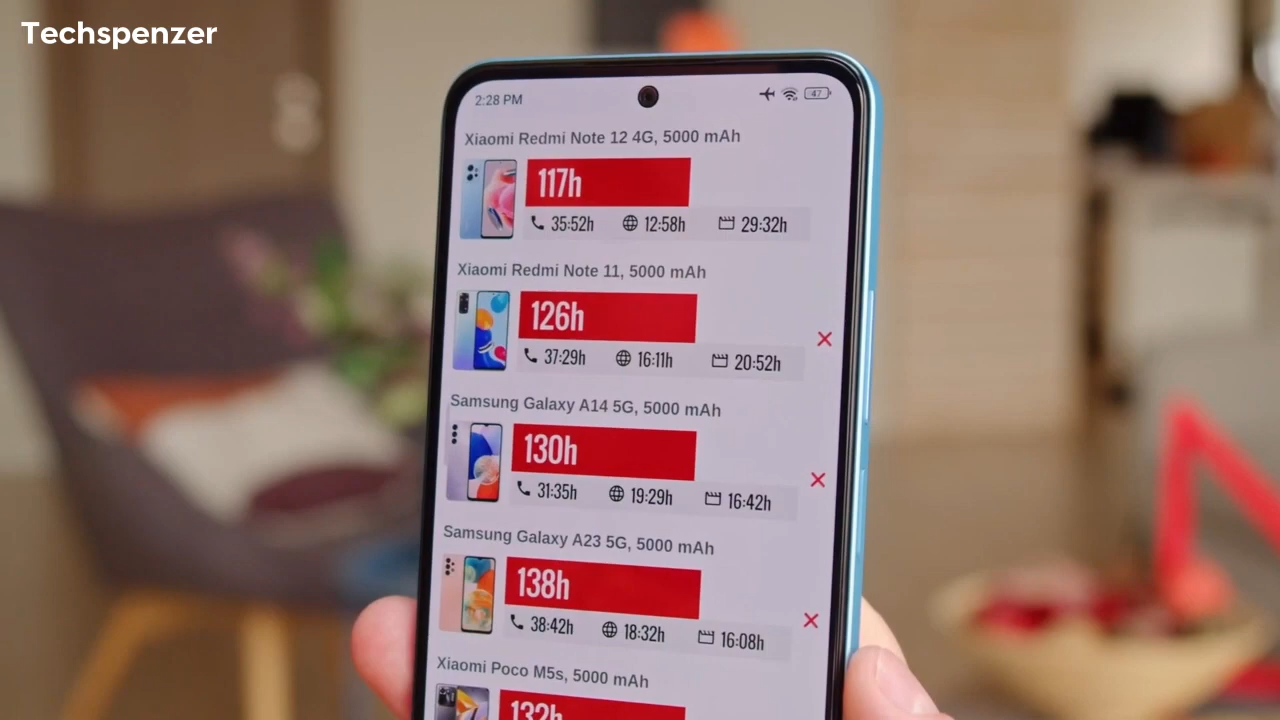 Techspenzer
2:28 PM 47
Xiaomi Redmi Note 12 4G, 5000 mAh
117h
35:52h 12:58h 29:32h
Xiaomi Redmi Note 11, 5000 mAh
126h
37:29h 16:11h 20:52h
Samsung Galaxy A14 5G, 5000 mAh
130h
31:35h 19:29h 16:42h
Samsung Galaxy A23 5G, 5000 mAh
138h
38:42h 18:32h 16:08h
Xiaomi Poco M5s, 5000 mAh
132h